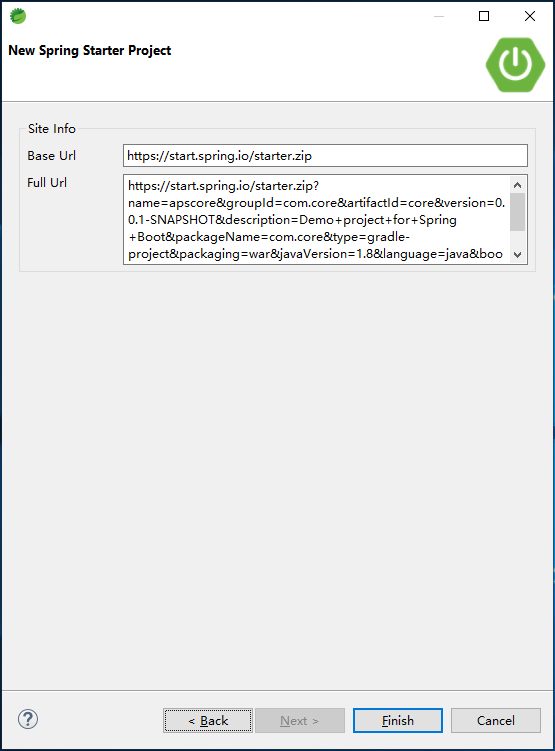 New Spring Starter Project
Site Info
Base Url
https://start.spring.io/starter.zip
Full Url
https://start.spring.io/starter.zip?
name=apscore&groupId=com.core&artifactId=core&version=0.
0.1-SNAPSHOT&description=Demo+project+for+Spring
+Boot&packageName=com.core&type=gradle-
project&packaging=war&javaVersion=1.8&language=java&boo
?
< Back
Next >
Finish
Cancel